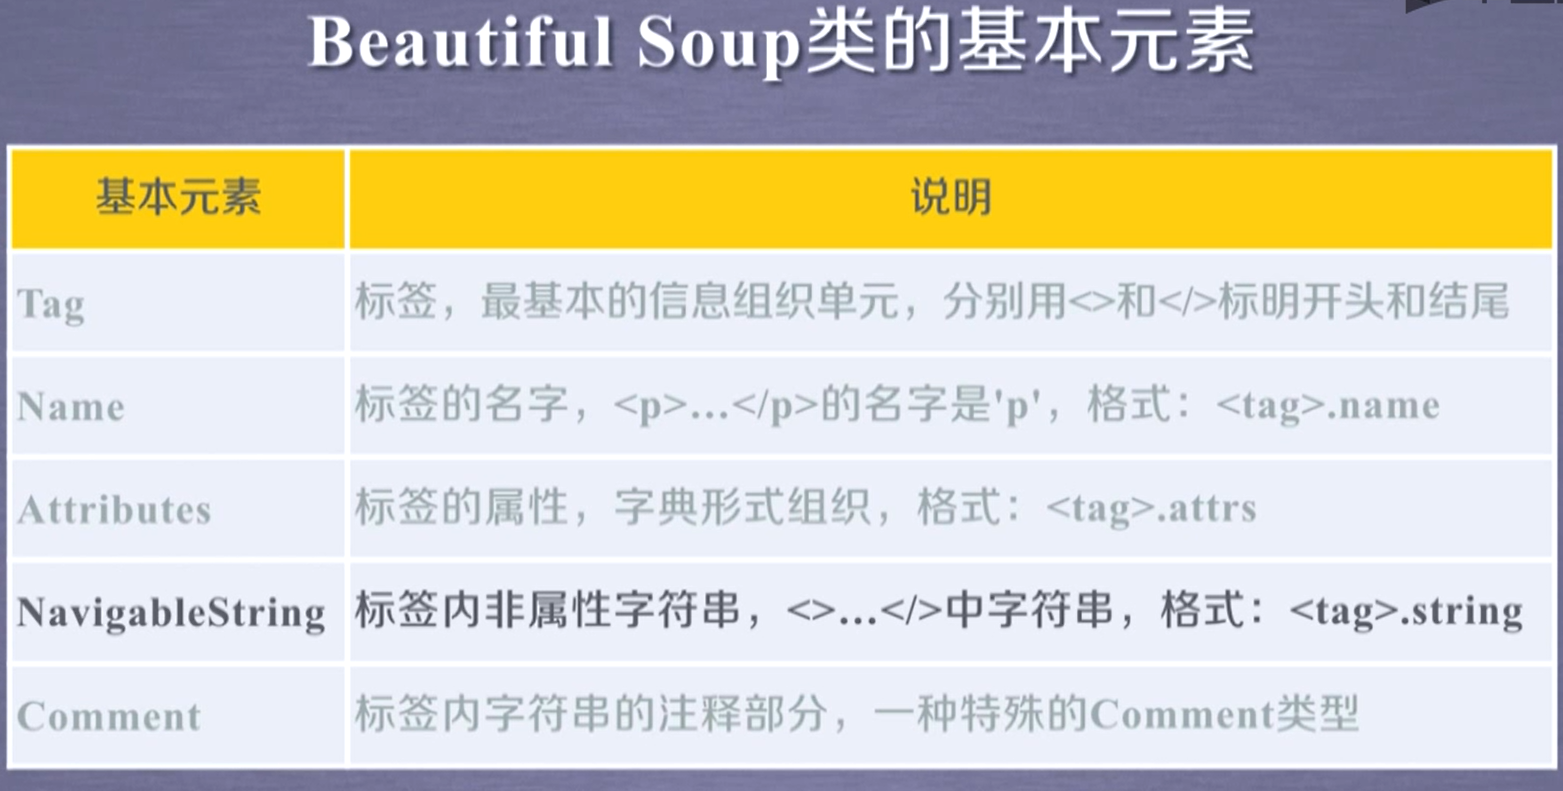 Beautiful Soup类的基本元素
基本元素 说明
Tag 标签，最基本的信息组织单元，分别用<>和</>标明开头和结尾
Name 标签的名字，<p>…</p>的名字是'p'，格式：<tag>.name
Attributes 标签的属性，字典形式组织，格式：<tag>.attrs
NavigableString 标签内非属性字符串，<>…</>中字符串，格式：<tag>.string
Comment 标签内字符串的注释部分，一种特殊的Comment类型